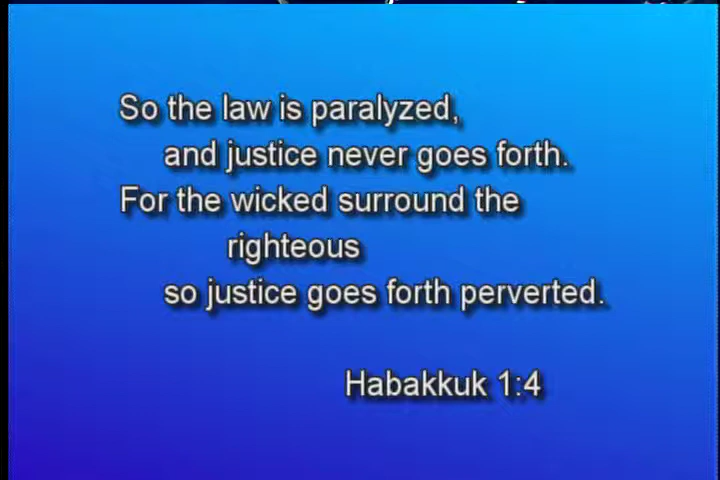 So the law is paralyzed,
and justice never goes forth.
For the wicked surround the
righteous
so justice goes forth perverted.
Habakkuk 1:4